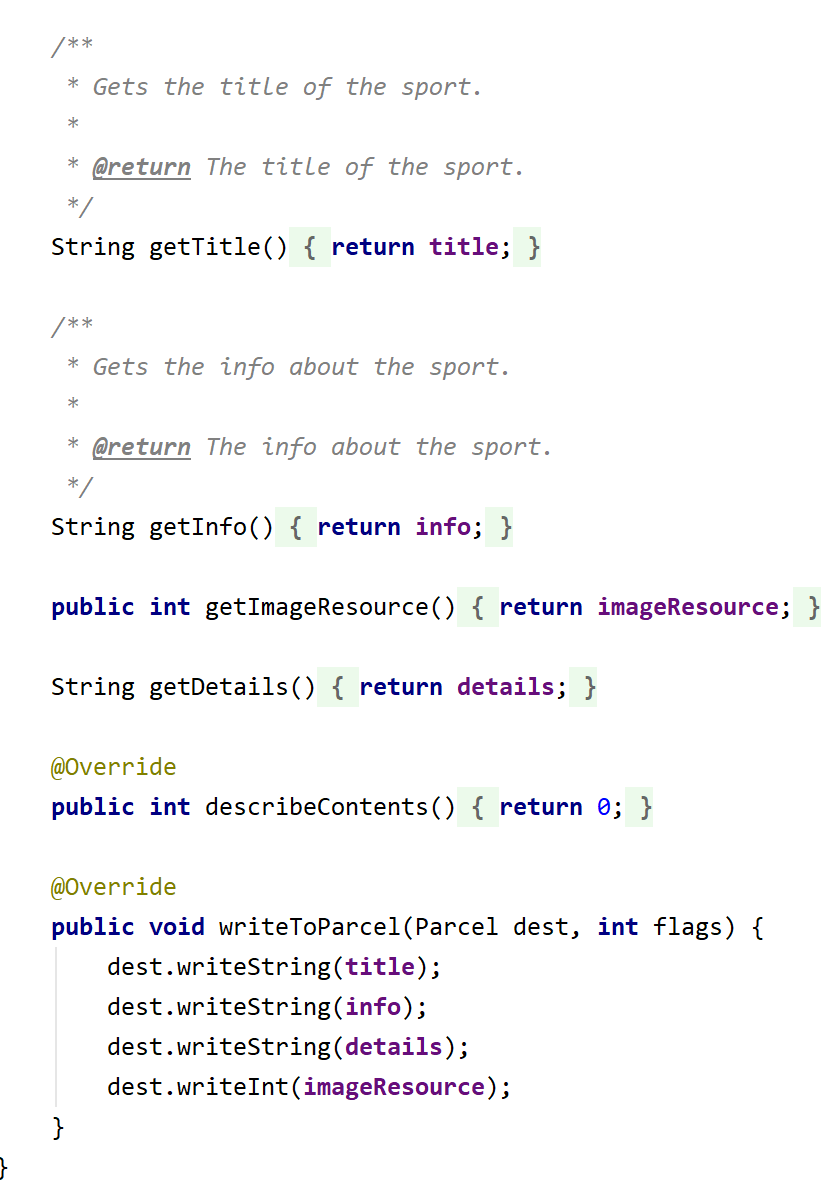 /**
 * Gets the title of the sport.
 *
 * @return The title of the sport.
 */
String getTitle() { return title; }
/**
 * Gets the info about the sport.
 *
 * @return The info about the sport.
 */
String getInfo() { return info; }
public int getImageResource() { return imageResource; }
String getDetails() { return details; }
@Override
public int describeContents() { return 0; }
@Override
public void writeToParcel(Parcel dest, int flags) {
    dest.writeString(title);
    dest.writeString(info);
    dest.writeString(details);
    dest.writeInt(imageResource);
}
}